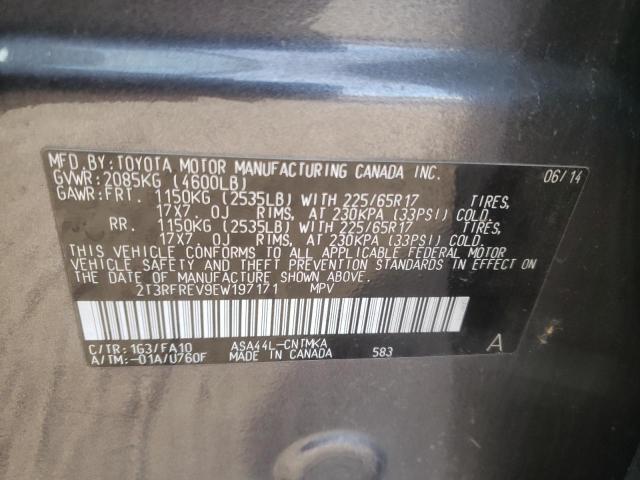 MFD.BY:TOYOTA MOTOR MANUFACTURING CANADA INC. 06/14
GVWR:2085KG (4600LB)
GAWR:FRT. 1150KG (2535LB) WITH 225/65R17 TIRES,
17X7.0J RIMS, AT 230KPA (33PSI) COLD.
RR. 1150KG (2535LB) WITH 225/65R17 TIRES,
17X7.0J RIMS, AT 230KPA (33PSI) COLD.
THIS VEHICLE CONFORMS TO ALL APPLICABLE FEDERAL MOTOR
VEHICLE SAFETY AND THEFT PREVENTION STANDARDS IN EFFECT ON
THE DATE OF MANUFACTURE SHOWN ABOVE.
2T3RFREV9EW197171 MPV
C/TR:1G3/FA10 ASA44L-CNTMKA
A/TM:-01A/U760F MADE IN CANADA 583 A